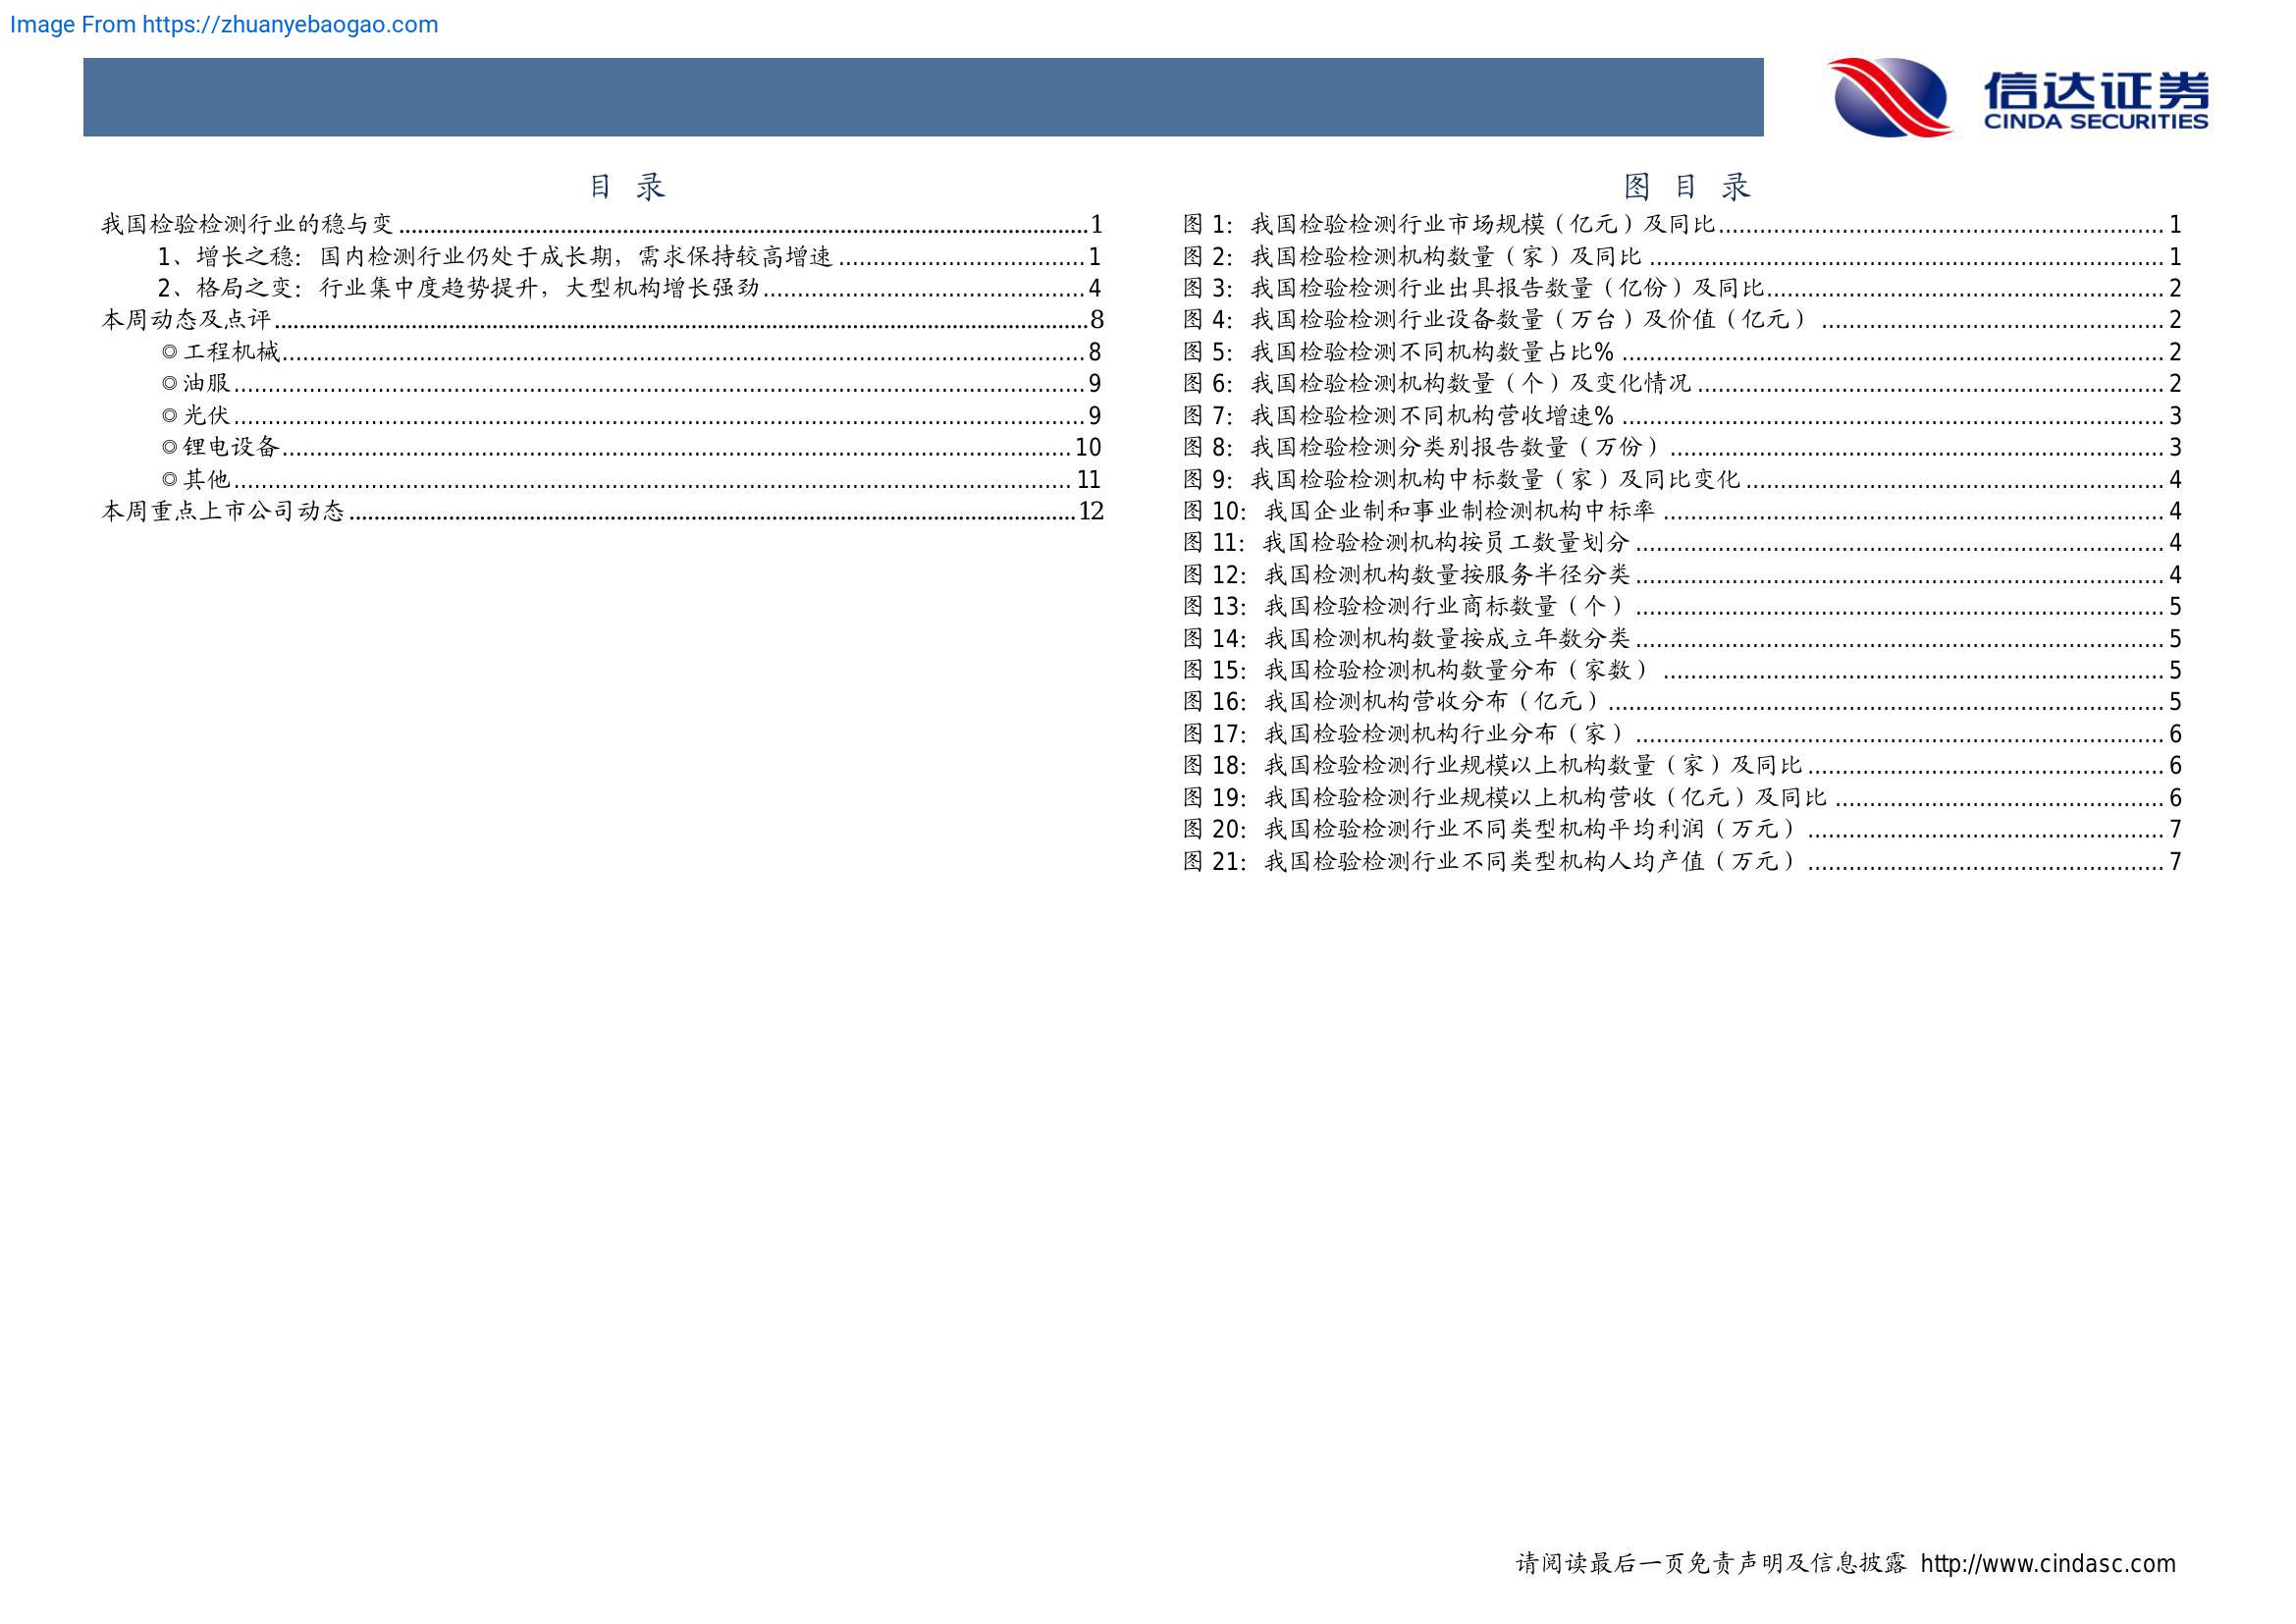 Image From https://zhuanyebaogao.com
信达证券
CINDA SECURITIES
目 录
我国检验检测行业的稳与变 1
1、增长之稳：国内检测行业仍处于成长期，需求保持较高增速 1
2、格局之变：行业集中度趋势提升，大型机构增长强劲 4
本周动态及点评 8
◎工程机械 8
◎油服 9
◎光伏 9
◎锂电设备 10
◎其他 11
本周重点上市公司动态 12
图 目 录
图 1：我国检验检测行业市场规模（亿元）及同比 1
图 2：我国检验检测机构数量（家）及同比 1
图 3：我国检验检测行业出具报告数量（亿份）及同比 2
图 4：我国检验检测行业设备数量（万台）及价值（亿元） 2
图 5：我国检验检测不同机构数量占比% 2
图 6：我国检验检测机构数量（个）及变化情况 2
图 7：我国检验检测不同机构营收增速% 3
图 8：我国检验检测分类别报告数量（万份） 3
图 9：我国检验检测机构中标数量（家）及同比变化 4
图 10：我国企业制和事业制检测机构中标率 4
图 11：我国检验检测机构按员工数量划分 4
图 12：我国检测机构数量按服务半径分类 4
图 13：我国检验检测行业商标数量（个） 5
图 14：我国检测机构数量按成立年数分类 5
图 15：我国检验检测机构数量分布（家数） 5
图 16：我国检测机构营收分布（亿元） 5
图 17：我国检验检测机构行业分布（家） 6
图 18：我国检验检测行业规模以上机构数量（家）及同比 6
图 19：我国检验检测行业规模以上机构营收（亿元）及同比 6
图 20：我国检验检测行业不同类型机构平均利润（万元） 7
图 21：我国检验检测行业不同类型机构人均产值（万元） 7
请阅读最后一页免责声明及信息披露 http://www.cindasc.com